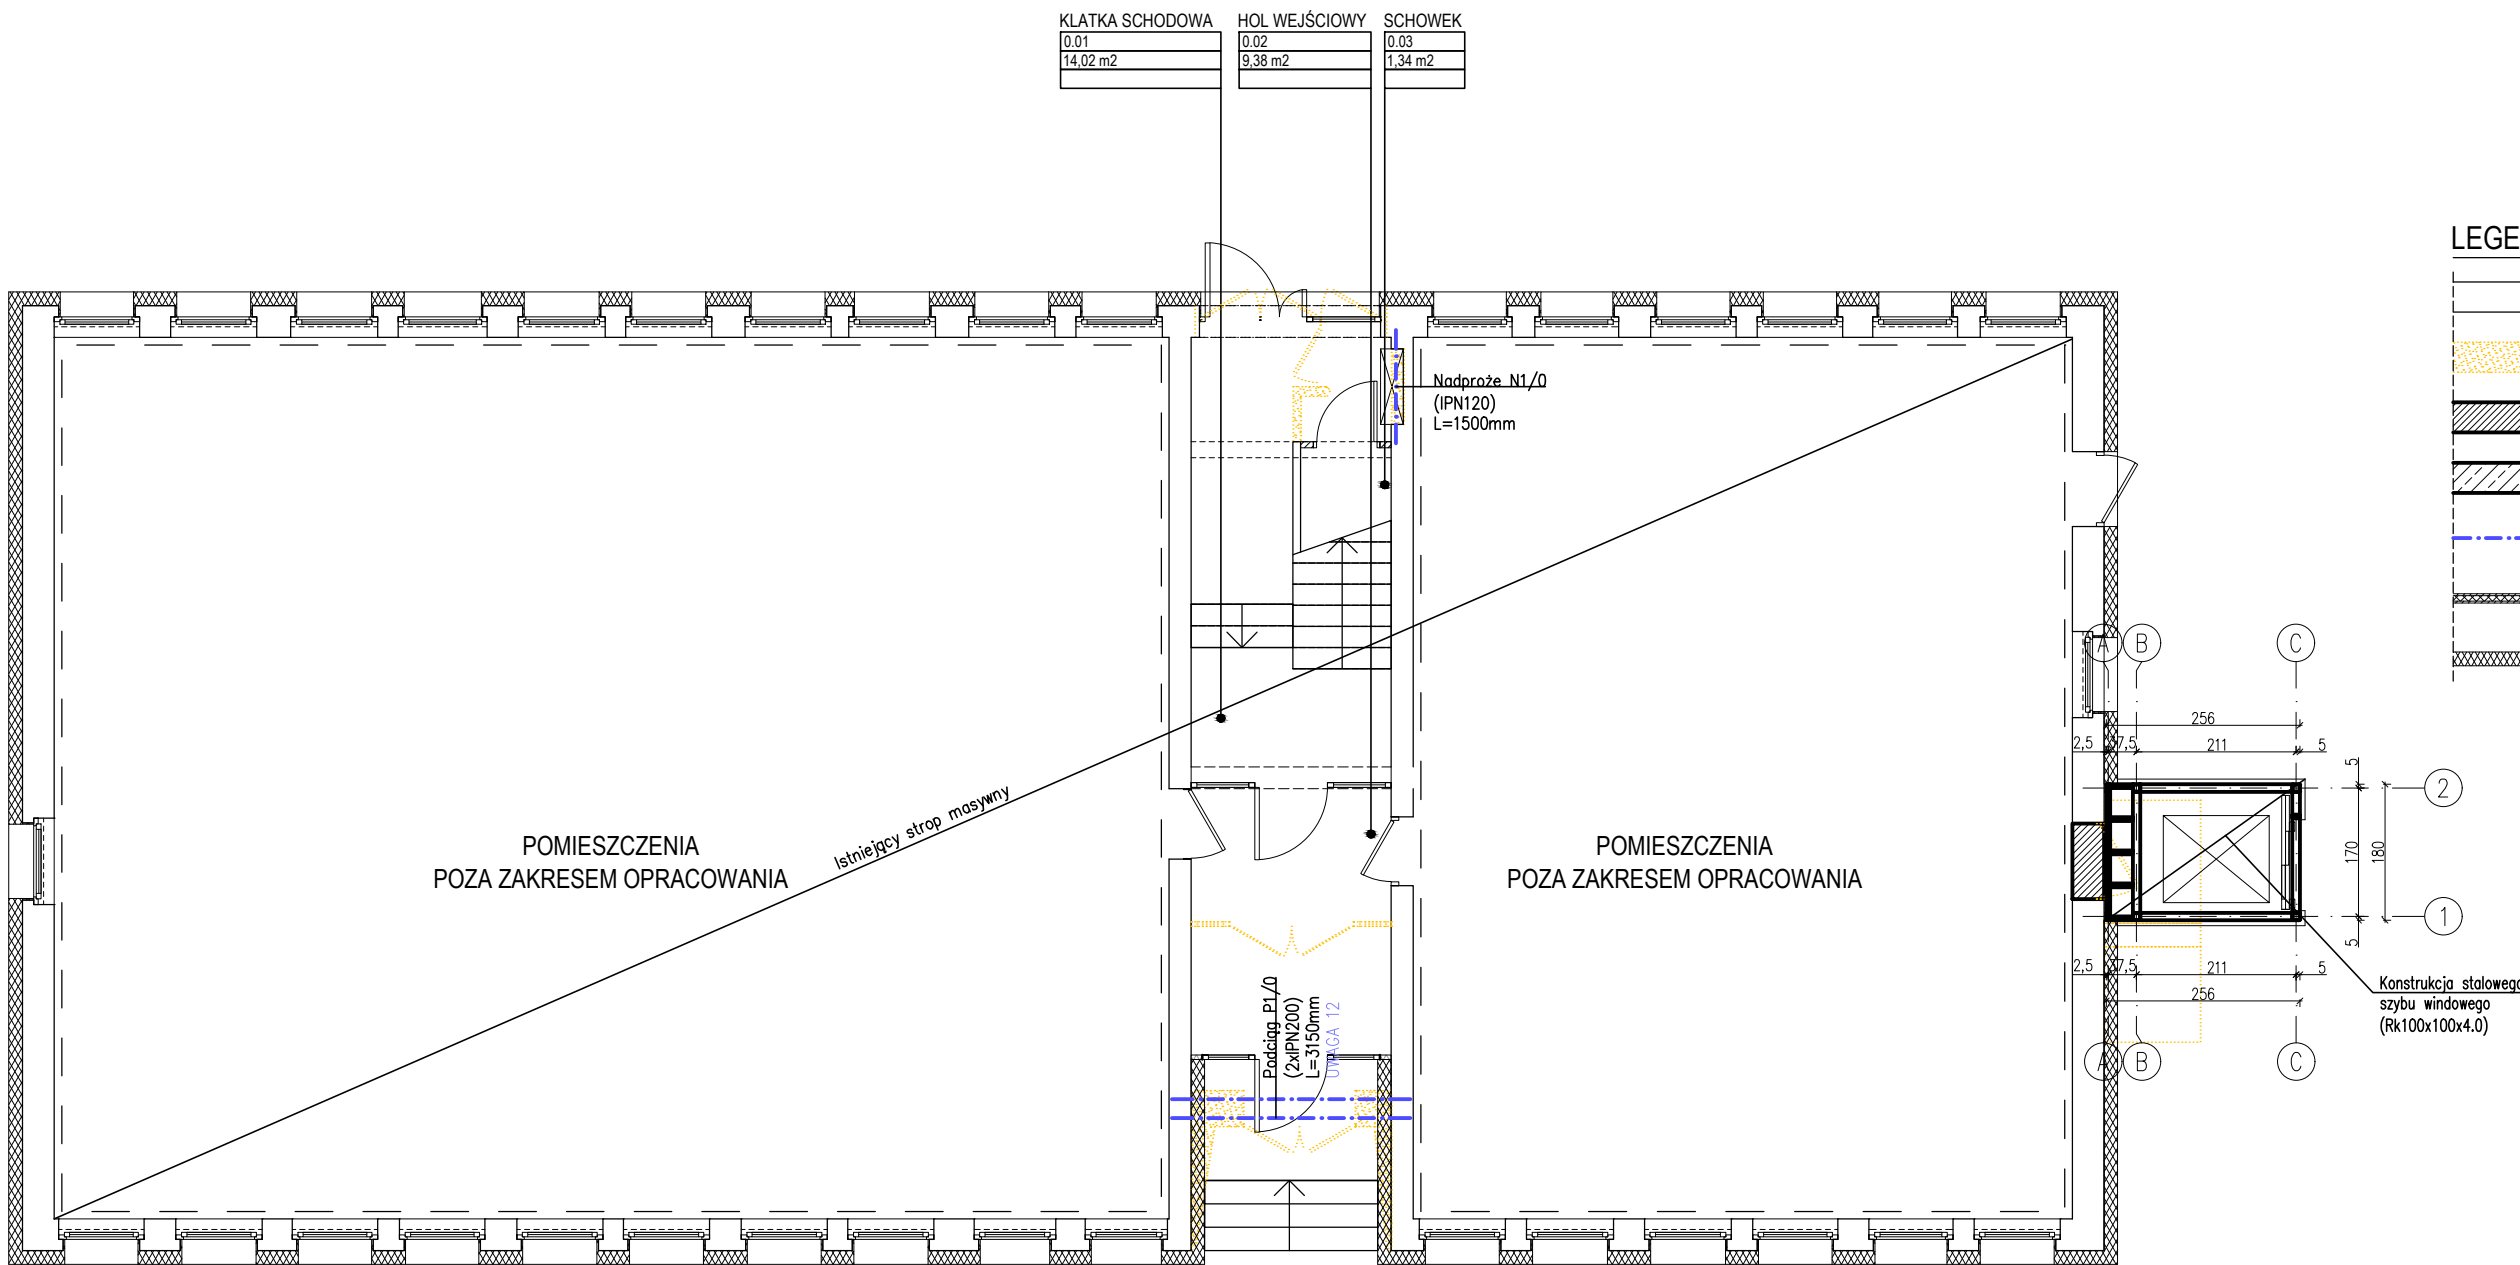 KLATKA SCHODOWA
0.01
14,02 m2
HOL WEJŚCIOWY
0.02
9,38 m2
SCHOWEK
0.03
1,34 m2
LEGE
Nadproże N1/0
(IPN120)
L=1500mm
A
B
C
256
2,5
7,5
211
5
5
170
180
5
2
1
POMIESZCZENIA
POZA ZAKRESEM OPRACOWANIA
Istniejący strop masywny
POMIESZCZENIA
POZA ZAKRESEM OPRACOWANIA
2,5
7,5
211
5
256
Konstrukcja stalowego
szybu windowego
(Rk100x100x4.0)
Podciąg P1/0
(2xIPN200)
L=3150mm
UWAGA 12
A
B
C